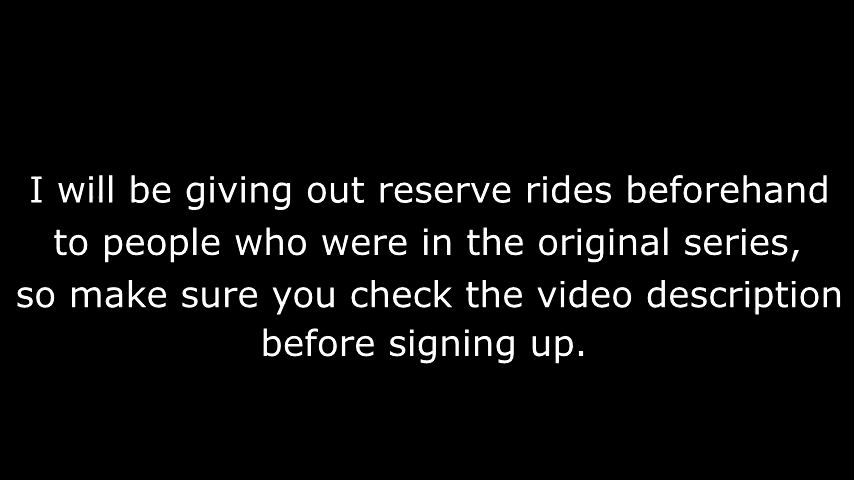 I will be giving out reserve rides beforehand
to people who were in the original series,
so make sure you check the video description
before signing up.